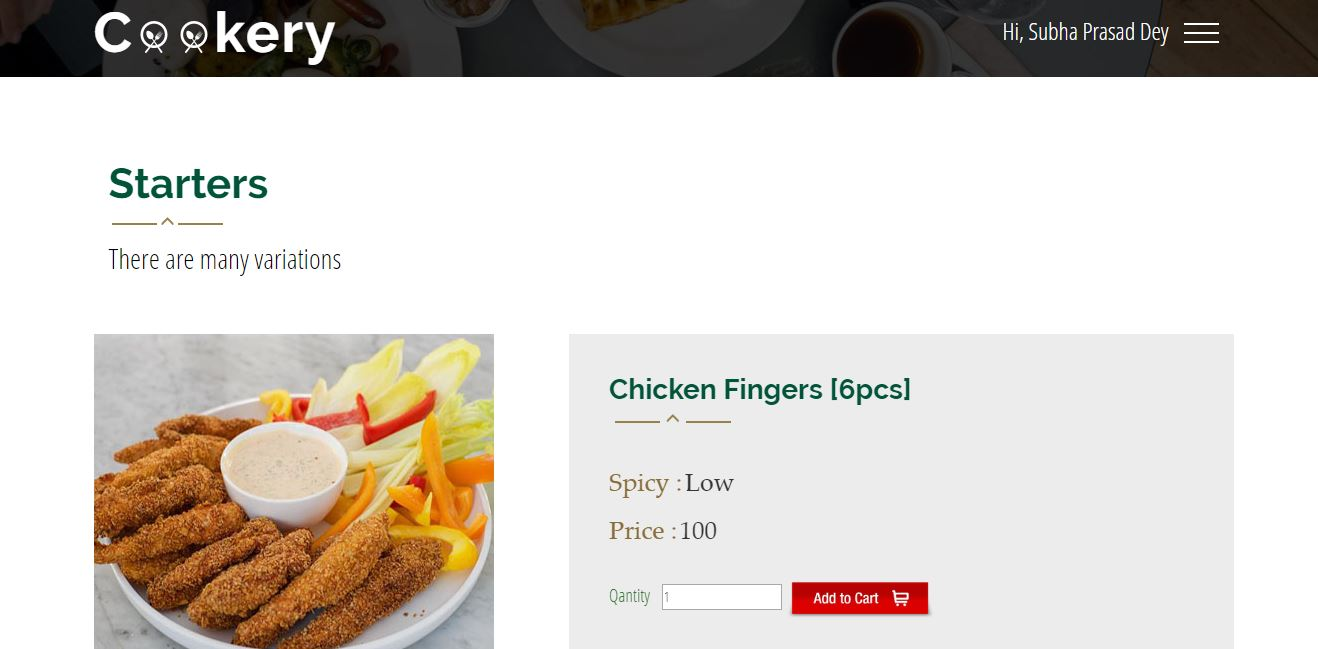 Cookery
Hi, Subha Prasad Dey
Starters
There are many variations
Chicken Fingers [6pcs]
Spicy : Low
Price : 100
Qantity 1 Add to Cart